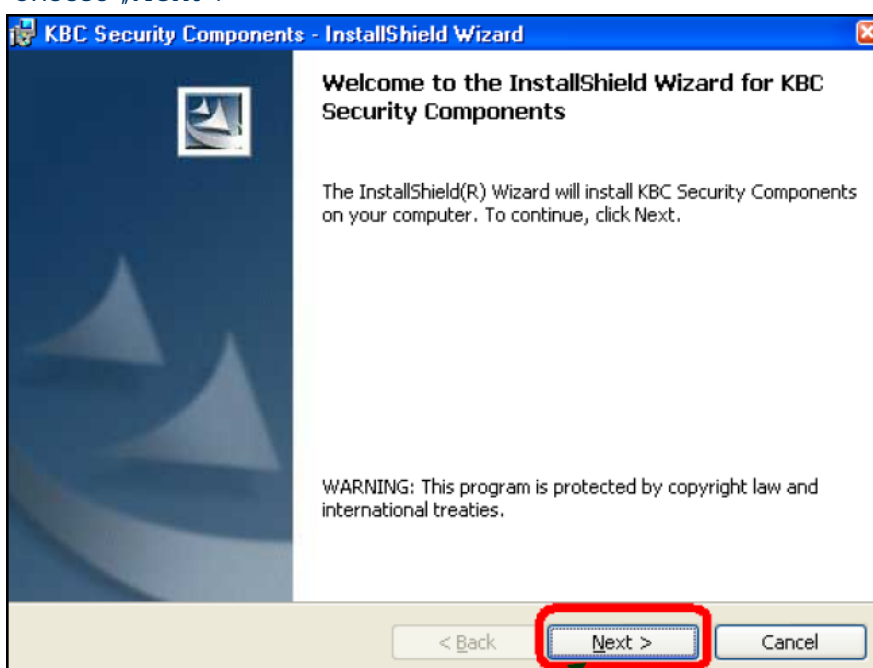 choose „Next".
KBC Security Components - InstallShield Wizard
Welcome to the InstallShield Wizard for KBC
Security Components
The InstallShield(R) Wizard will install KBC Security Components
on your computer. To continue, click Next.
WARNING: This program is protected by copyright law and
international treaties.
< Back Next > Cancel